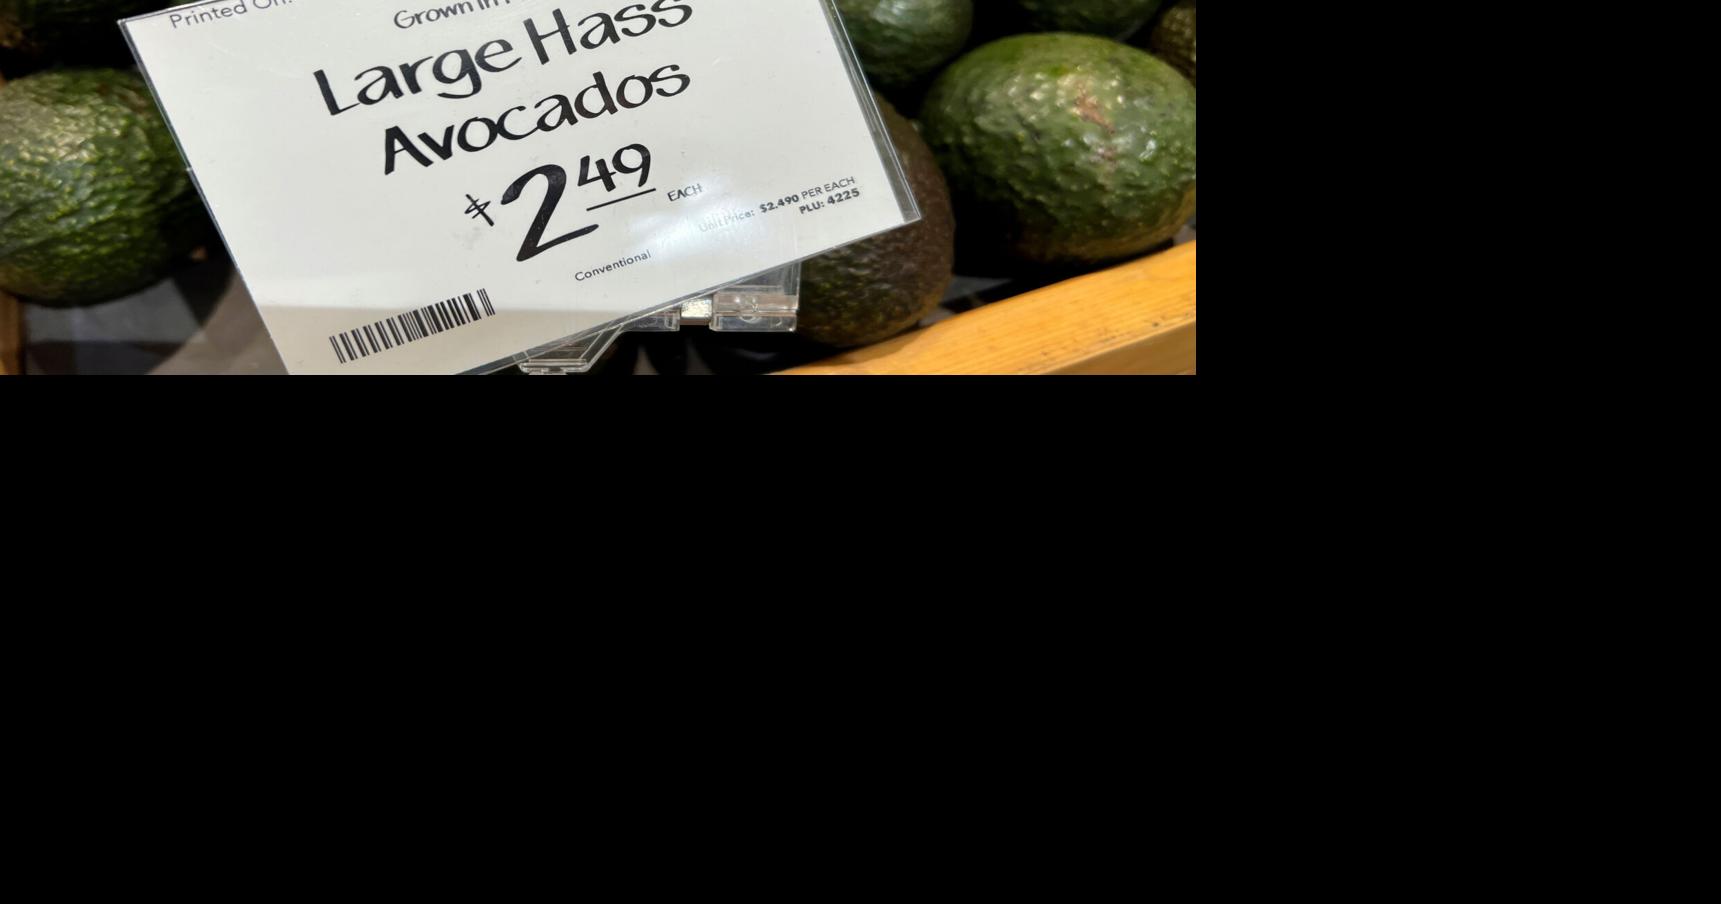 Printed On:
Grown in
Large Hass
Avocados
$2.49 EACH
Unit Price: $2.490 PER EACH
PLU: 4225
Conventional